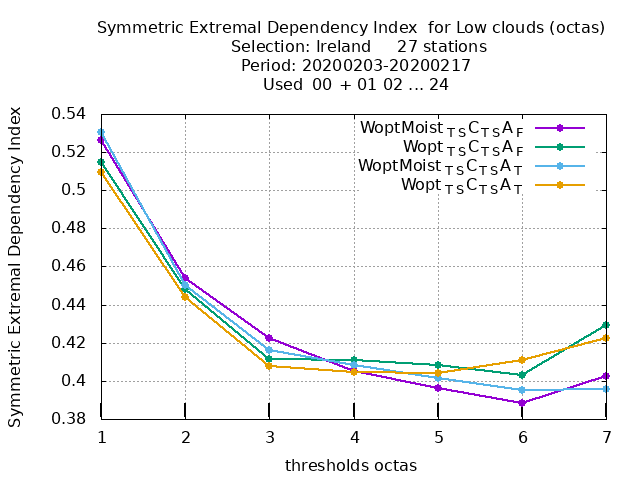 Symmetric Extremal Dependency Index for Low clouds (octas)
Selection: Ireland 27 stations
Period: 20200203-20200217
Used 00 + 01 02 ... 24
Symmetric Extremal Dependency Index
0.54
0.52
0.5
0.48
0.46
0.44
0.42
0.4
0.38
WoptMoist TS C TS A F
Wopt TS C TS A F
WoptMoist TS C TS A T
Wopt TS C TS A T
1 2 3 4 5 6 7
thresholds octas